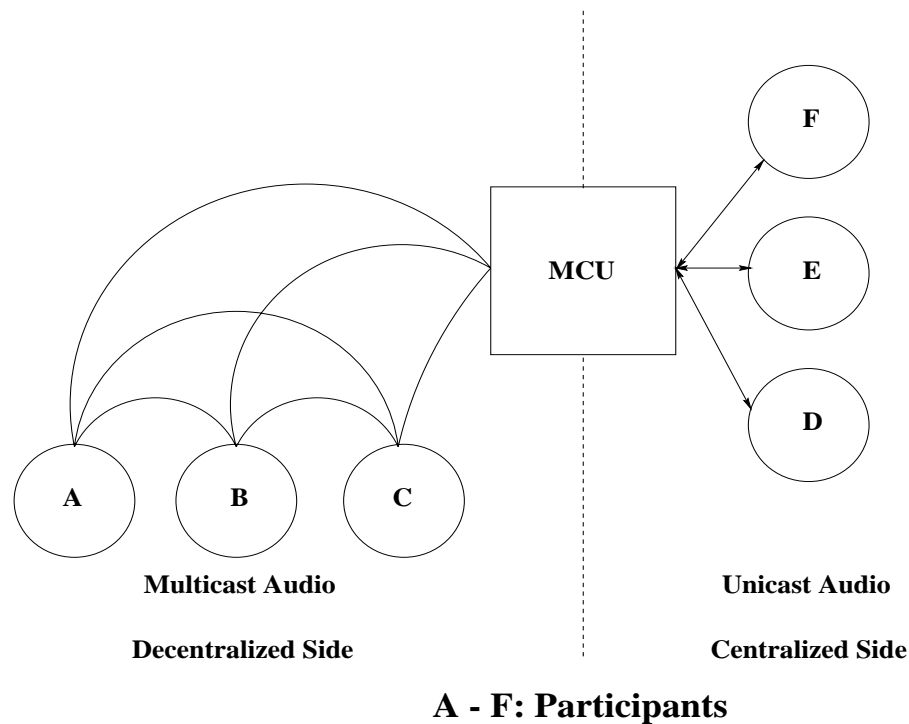 F
MCU
E
D
A
B
C
Multicast Audio
Unicast Audio
Decentralized Side
Centralized Side
A - F: Participants